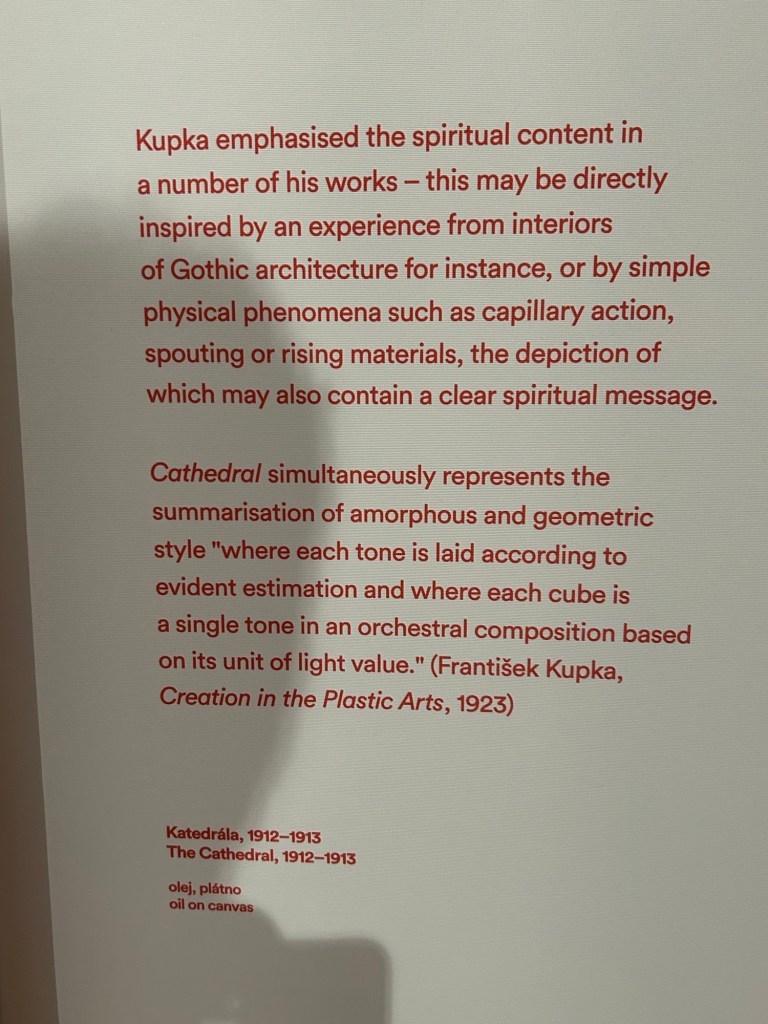 Kupka emphasised the spiritual content in
a number of his works – this may be directly
inspired by an experience from interiors
of Gothic architecture for instance, or by simple
physical phenomena such as capillary action,
spouting or rising materials, the depiction of
which may also contain a clear spiritual message.
Cathedral simultaneously represents the
summarisation of amorphous and geometric
style "where each tone is laid according to
evident estimation and where each cube is
a single tone in an orchestral composition based
on its unit of light value." (František Kupka,
Creation in the Plastic Arts, 1923)
Katedrála, 1912–1913
The Cathedral, 1912–1913
olej, plátno
oil on canvas